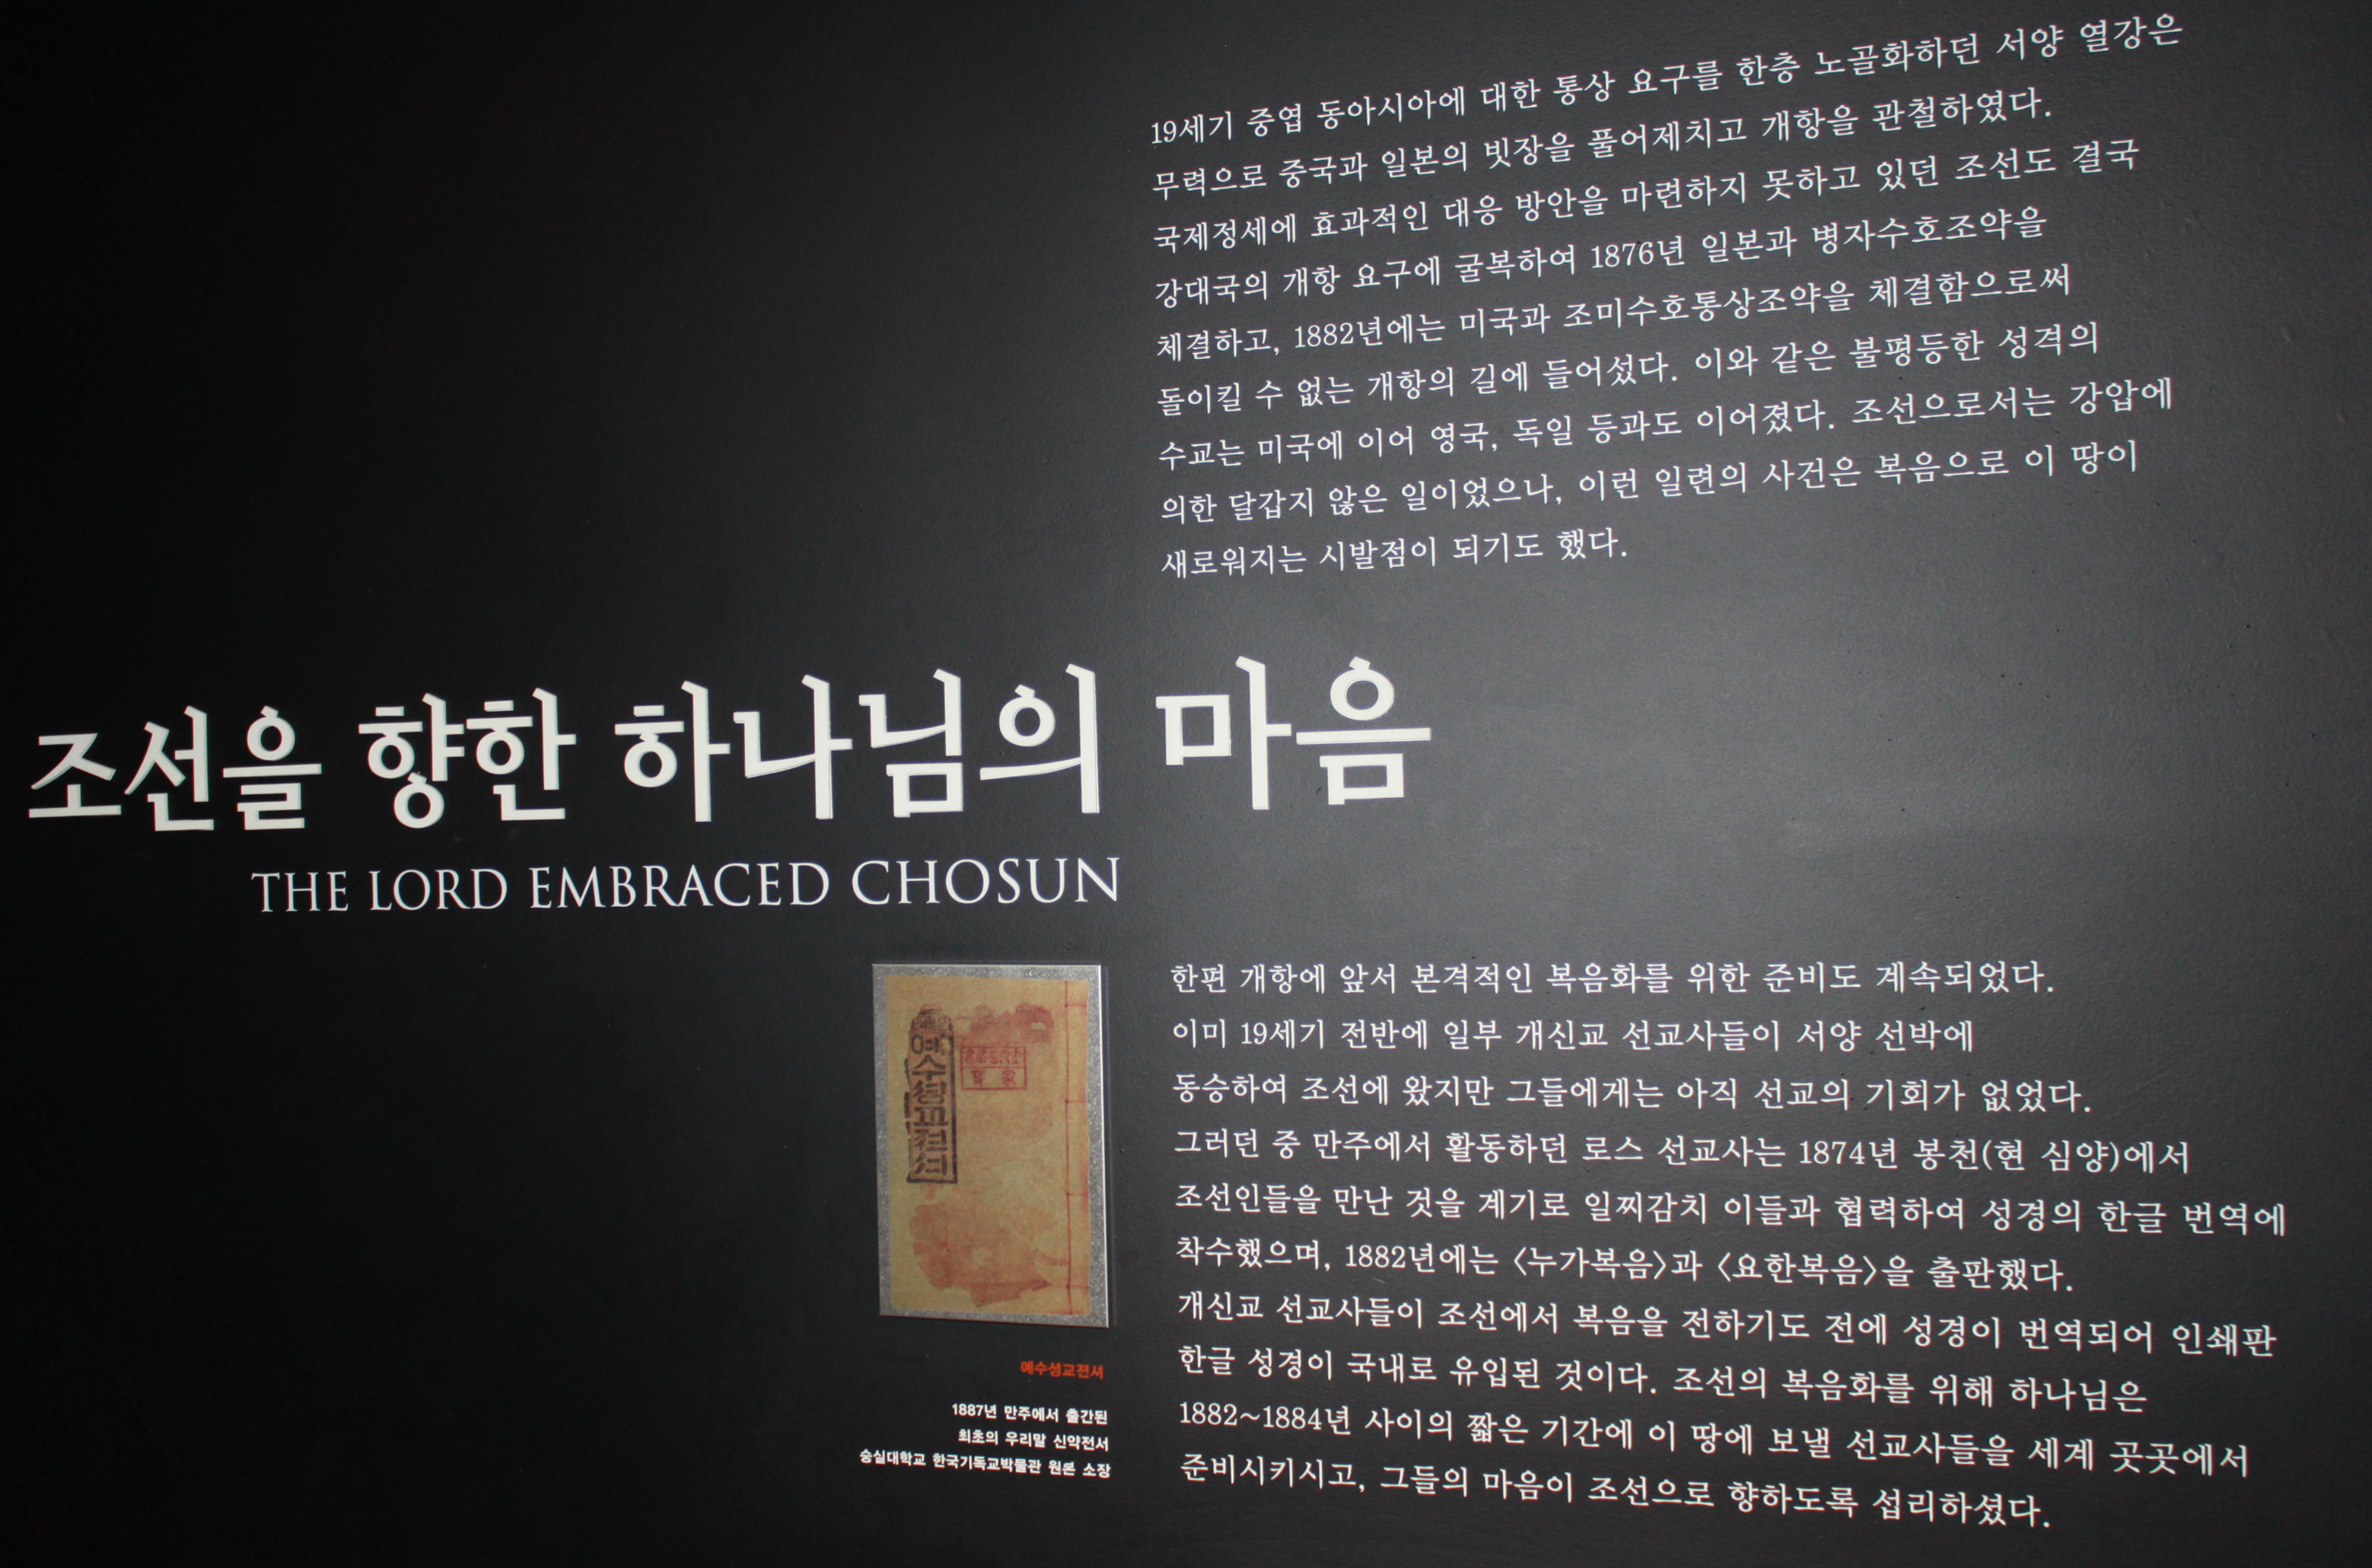 19세기 중엽 동아시아에 대한 통상 요구를 한층 노골화하던 서양 열강은
무력으로 중국과 일본의 빗장을 풀어제치고 개항을 관철하였다.
국제정세에 효과적인 대응 방안을 마련하지 못하고 있던 조선도 결국
강대국의 개항 요구에 굴복하여 1876년 일본과 병자수호조약을
체결하고, 1882년에는 미국과 조미수호통상조약을 체결함으로써
돌이킬 수 없는 개항의 길에 들어섰다. 이와 같은 불평등한 성격의
수교는 미국에 이어 영국, 독일 등과도 이어졌다. 조선으로서는 강압에
의한 달갑지 않은 일이었으나, 이런 일련의 사건은 복음으로 이 땅이
새로워지는 시발점이 되기도 했다.
조선을 향한 하나님의 마음
THE LORD EMBRACED CHOSUN
예수셩교젼셔
예수셩교젼셔
1887년 만주에서 출간된
최초의 우리말 신약전서
숭실대학교 한국기독교박물관 원본 소장
한편 개항에 앞서 본격적인 복음화를 위한 준비도 계속되었다.
이미 19세기 전반에 일부 개신교 선교사들이 서양 선박에
동승하여 조선에 왔지만 그들에게는 아직 선교의 기회가 없었다.
그러던 중 만주에서 활동하던 로스 선교사는 1874년 봉천(현 심양)에서
조선인들을 만난 것을 계기로 일찌감치 이들과 협력하여 성경의 한글 번역에
착수했으며, 1882년에는 〈누가복음〉과 〈요한복음〉을 출판했다.
개신교 선교사들이 조선에서 복음을 전하기도 전에 성경이 번역되어 인쇄판
한글 성경이 국내로 유입된 것이다. 조선의 복음화를 위해 하나님은
1882~1884년 사이의 짧은 기간에 이 땅에 보낼 선교사들을 세계 곳곳에서
준비시키시고, 그들의 마음이 조선으로 향하도록 섭리하셨다.